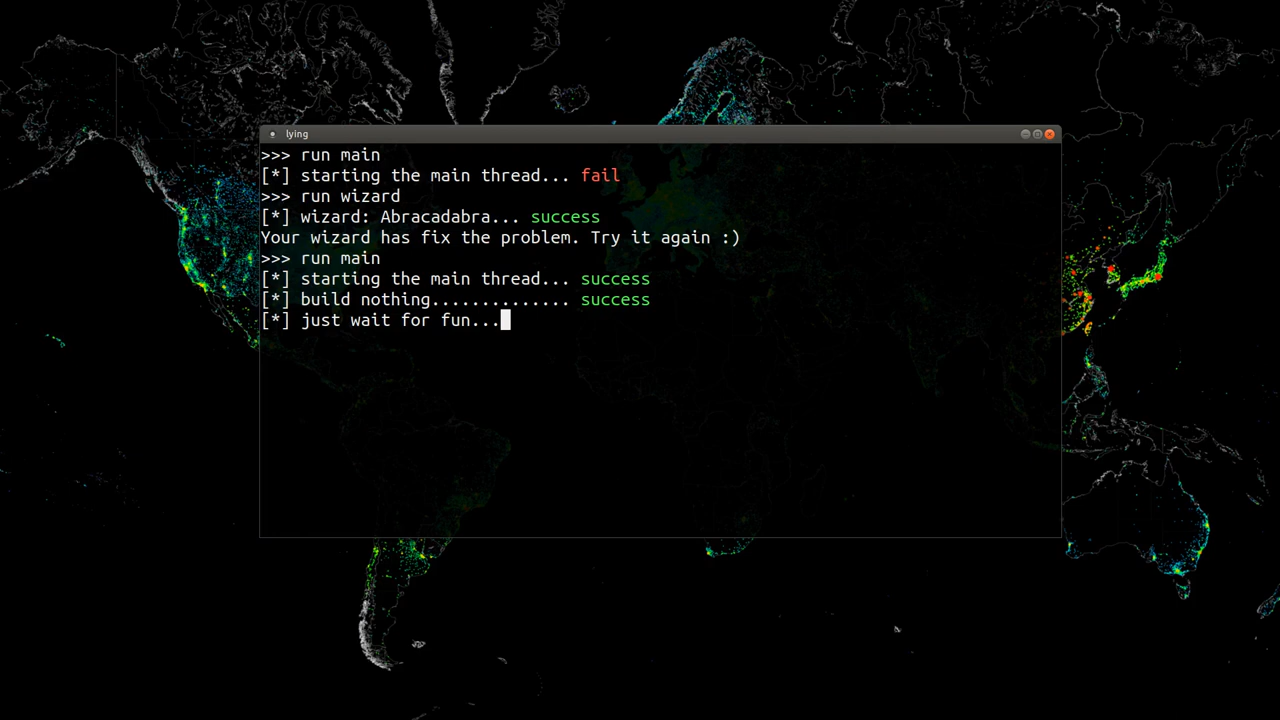 lying
>>> run main
[*] starting the main thread... fail
>>> run wizard
[*] wizard: Abracadabra... success
Your wizard has fix the problem. Try it again :)
>>> run main
[*] starting the main thread... success
[*] build nothing.............. success
[*] just wait for fun...